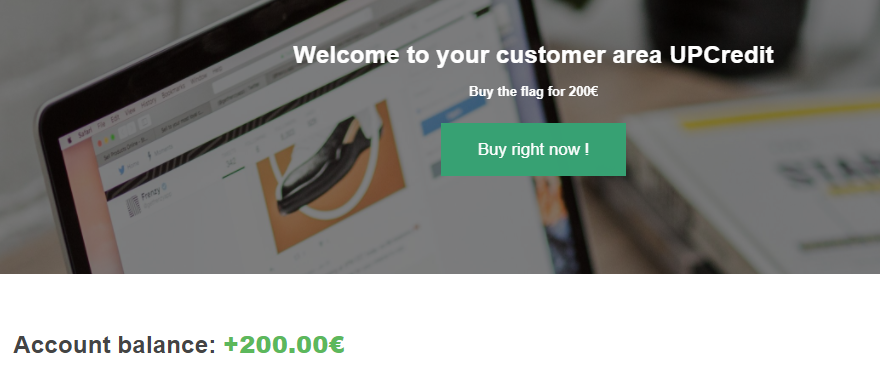 Welcome to your customer area UPCredit
Buy the flag for 200€
Buy right now !
Account balance: +200.00€